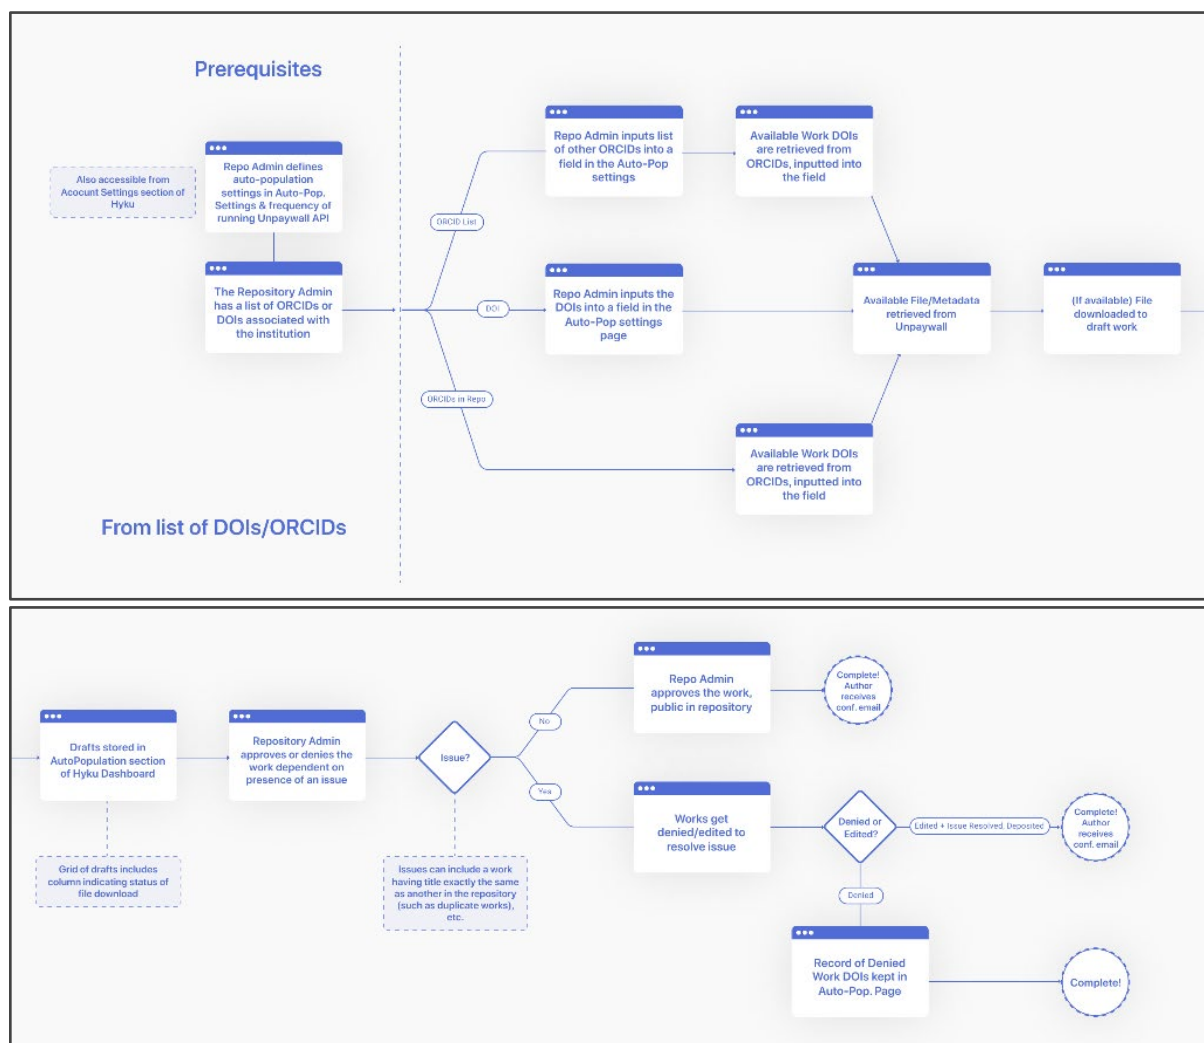 Prerequisites
Also accessible from
Acount Settings section of
Hyku
Repo Admin defines
auto-population
settings in Auto-Pop.
Settings & frequency of
running Unpaywall API
The Repository Admin
has a list of ORCIDs or
DOIs associated with
the institution
From list of DOIs/ORCIDs
ORCID List
Repo Admin inputs list
of other ORCIDs into a
field in the Auto-Pop
settings
Available Work DOIs
are retrieved from
ORCIDs, inputted into
the field
DOI
Repo Admin inputs the
DOIs into a field in the
Auto-Pop settings
page
Available File/Metadata
retrieved from
Unpaywall
(If available) File
downloaded to
draft work
ORCIDs in Repo
Available Work DOIs
are retrieved from
ORCIDs, inputted into
the field
Drafts stored in
AutoPopulation section
of Hyku Dashboard
Grid of drafts includes
column indicating status of
file download
Repository Admin
approves or denies the
work dependent on
presence of an issue
Issue?
Issues can include a work
having title exactly the same
as another in the repository
(such as duplicate works),
etc.
No
Repo Admin
approves the work,
public in repository
Complete!
Author
receives
conf. email
Yes
Works get
denied/edited to
resolve issue
Denied or
Edited?
Edited + Issue Resolved, Deposited
Complete!
Author
receives
conf. email
Denied
Record of Denied
Work DOIs kept in
Auto-Pop. Page
Complete!